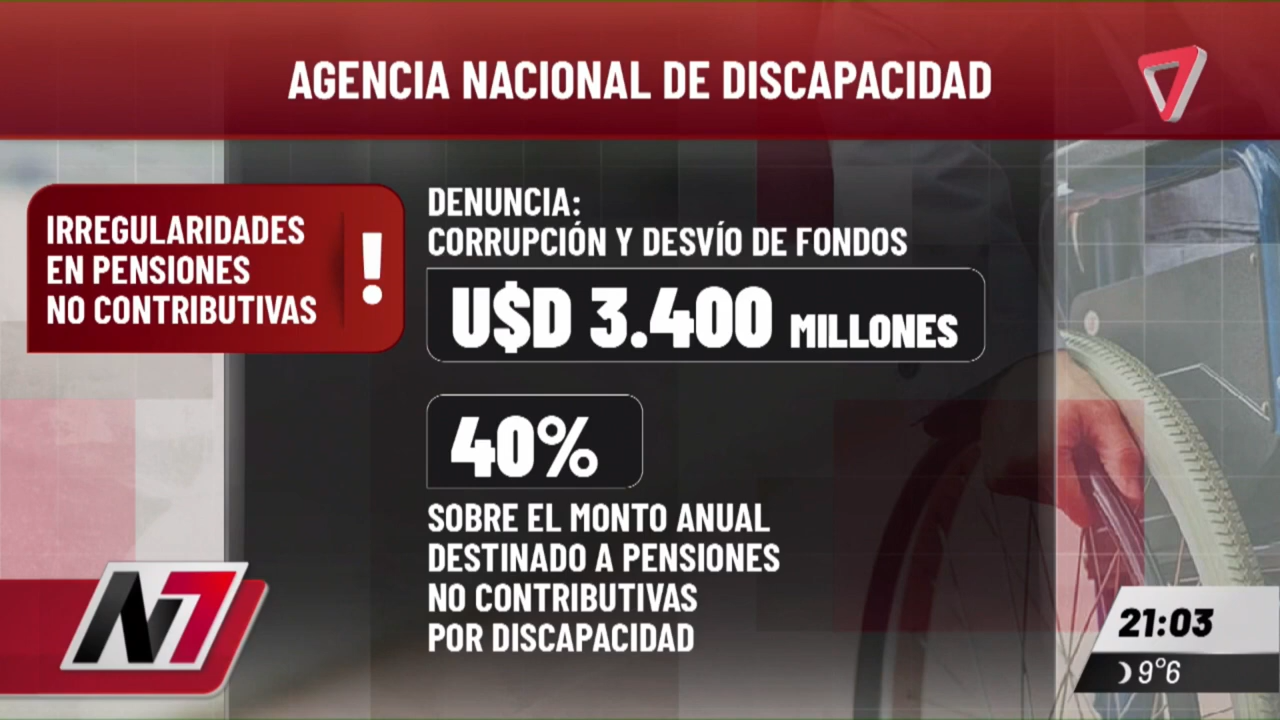 AGENCIA NACIONAL DE DISCAPACIDAD
IRREGULARIDADES
EN PENSIONES
NO CONTRIBUTIVAS
!
DENUNCIA:
CORRUPCIÓN Y DESVÍO DE FONDOS
U$D 3.400 MILLONES
40%
SOBRE EL MONTO ANUAL
DESTINADO A PENSIONES
NO CONTRIBUTIVAS
POR DISCAPACIDAD
N7
21:03
9°6